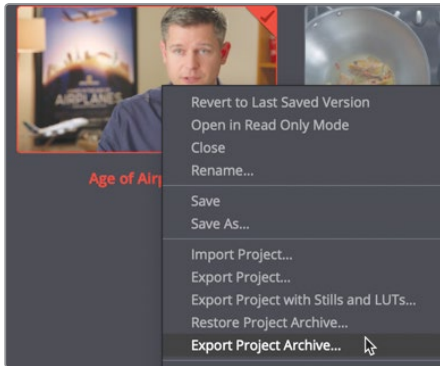 AIRPLANES
Age of Air
Revert to Last Saved Version
Open in Read Only Mode
Close
Rename...
Save
Save As...
Import Project...
Export Project...
Export Project with Stills and LUTs...
Restore Project Archive...
Export Project Archive...